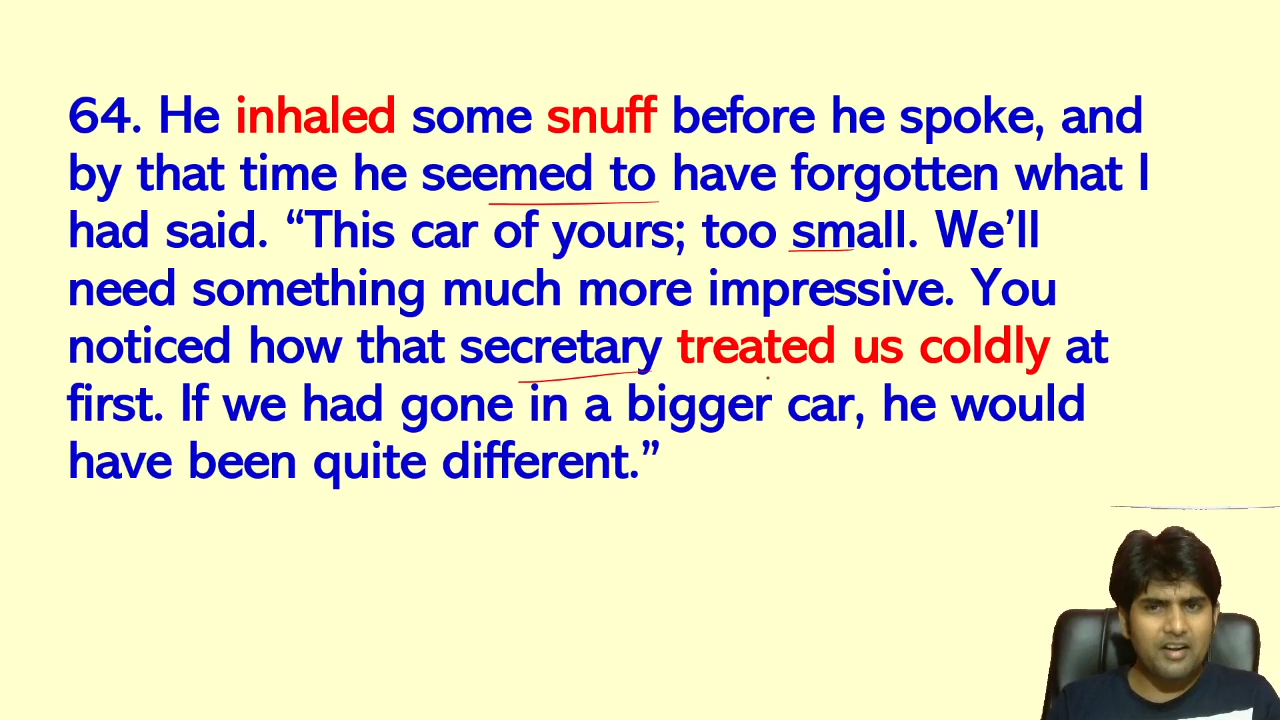 64. He inhaled some snuff before he spoke, and
by that time he seemed to have forgotten what I
had said. “This car of yours; too small. We’ll
need something much more impressive. You
noticed how that secretary treated us coldly at
first. If we had gone in a bigger car, he would
have been quite different.”